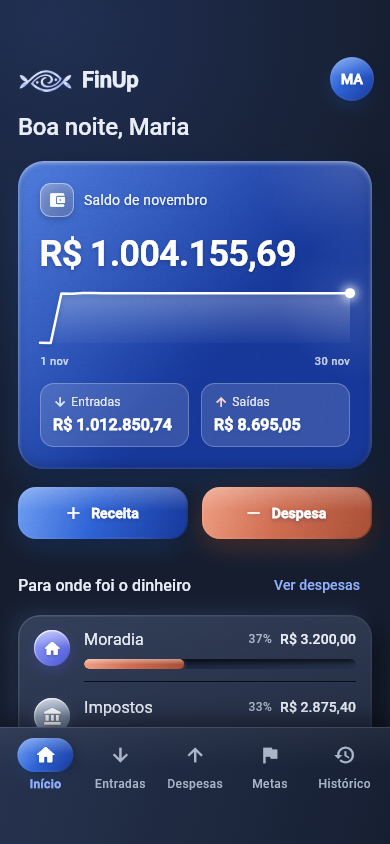 FinUp
MA
Boa noite, Maria
Saldo de novembro
R$ 1.004.155,69
1 nov
30 nov
Entradas
R$ 1.012.850,74
Saídas
R$ 8.695,05
Receita
Despesa
Para onde foi o dinheiro
Ver despesas
Moradia 37% R$ 3.200,00
Impostos 33% R$ 2.875,40
Início
Entradas
Despesas
Metas
Histórico